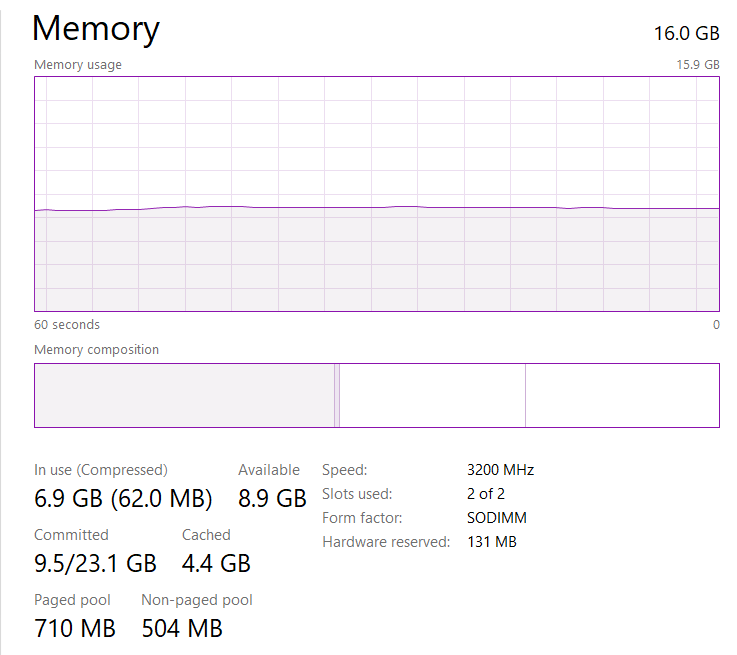 Memory 16.0 GB
Memory usage 15.9 GB
60 seconds 0
Memory composition
In use (Compressed) Available
6.9 GB (62.0 MB) 8.9 GB
Committed Cached
9.5/23.1 GB 4.4 GB
Paged pool Non-paged pool
710 MB 504 MB
Speed: 3200 MHz
Slots used: 2 of 2
Form factor: SODIMM
Hardware reserved: 131 MB